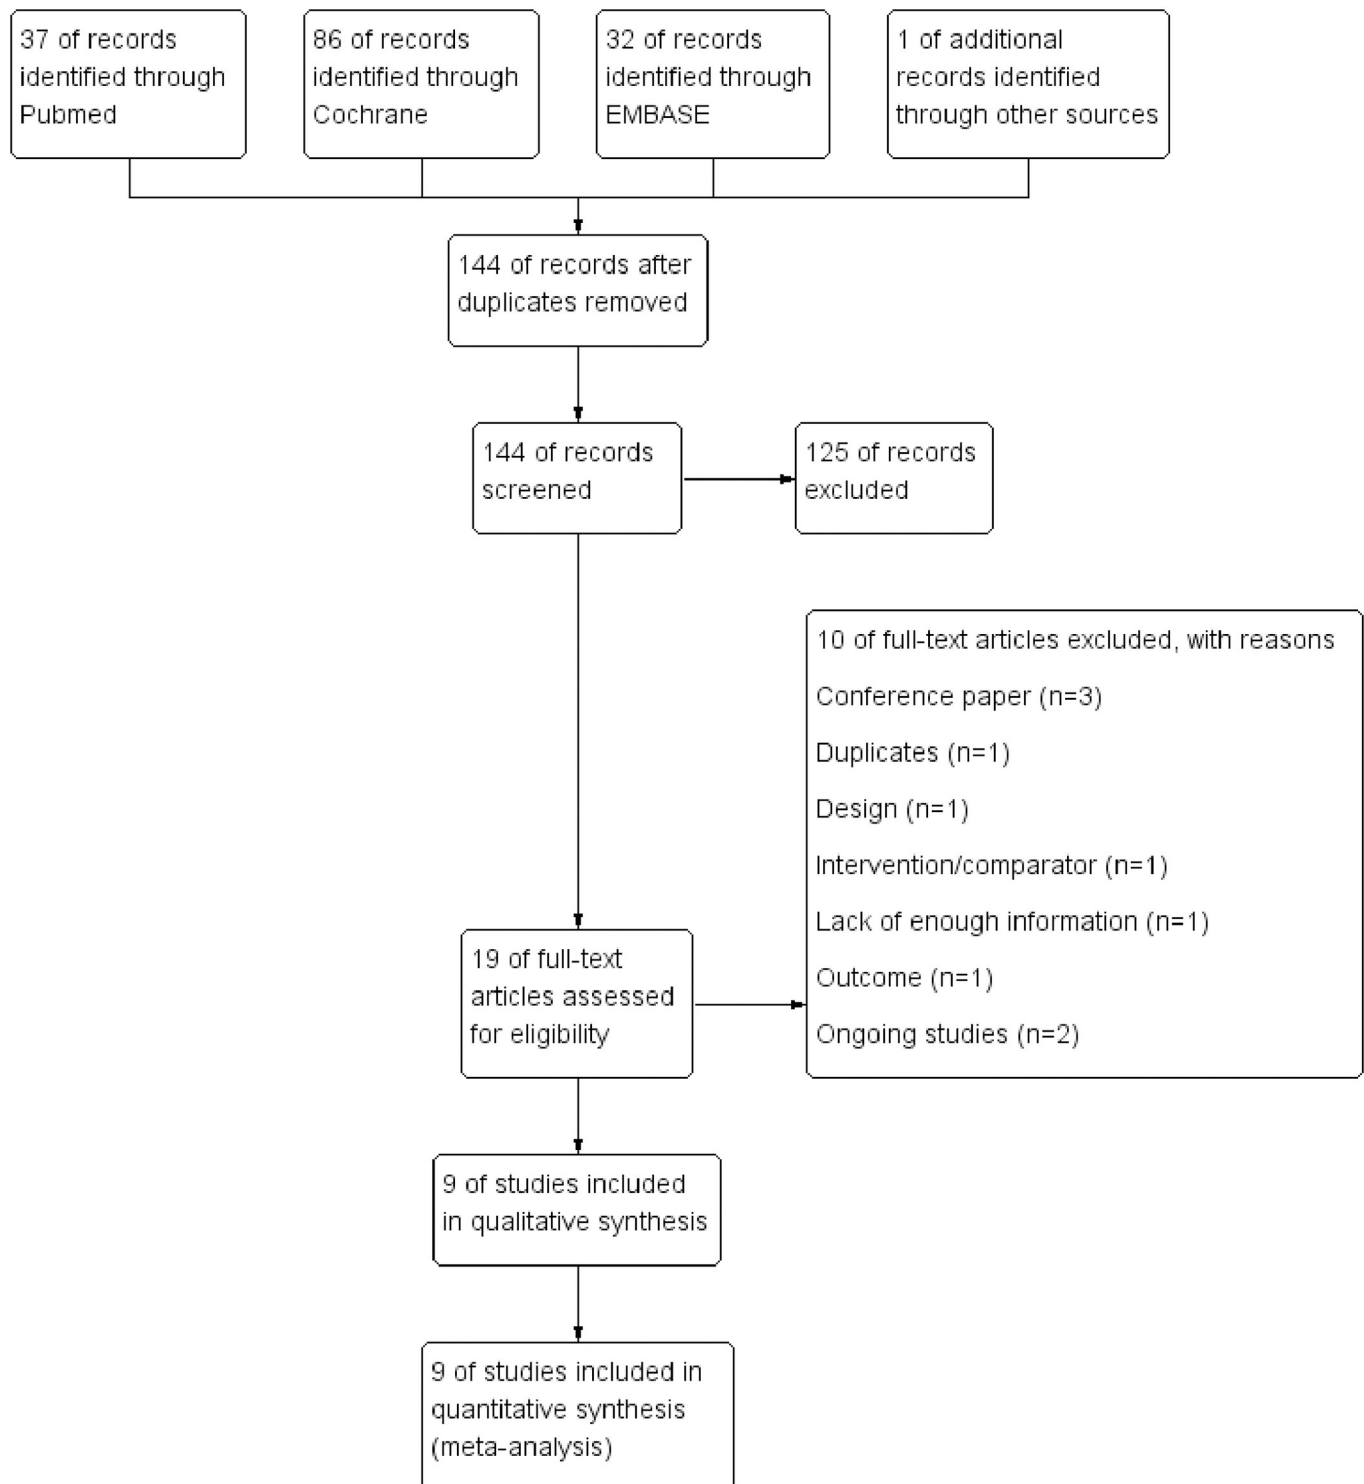 37 of records
identified through
Pubmed
86 of records
identified through
Cochrane
32 of records
identified through
EMBASE
1 of additional
records identified
through other sources
144 of records after
duplicates removed
144 of records
screened
125 of records
excluded
10 of full-text articles excluded, with reasons
Conference paper (n=3)
Duplicates (n=1)
Design (n=1)
Intervention/comparator (n=1)
Lack of enough information (n=1)
Outcome (n=1)
Ongoing studies (n=2)
19 of full-text
articles assessed
for eligibility
9 of studies included
in qualitative synthesis
9 of studies included in
quantitative synthesis
(meta-analysis)